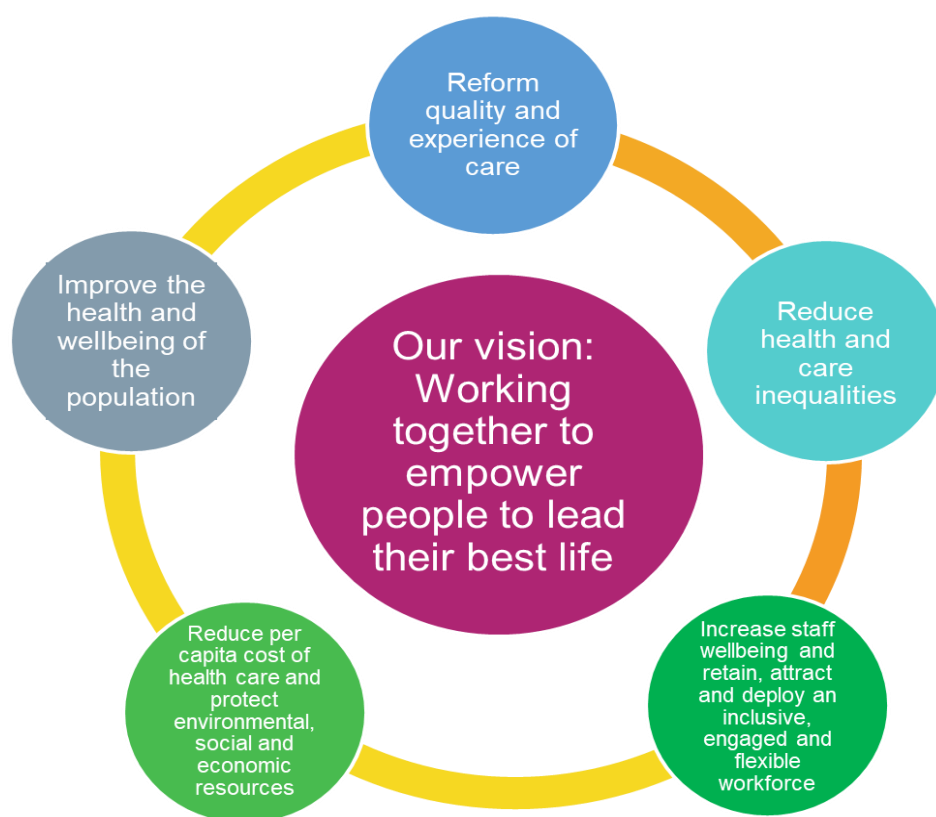 Reform
quality and
experience of
care
Reduce
health and
care
inequalities
Increase staff
wellbeing and
retain, attract
and deploy an
inclusive,
engaged and
flexible
workforce
Reduce per
capita cost of
health care and
protect
environmental,
social and
economic
resources
Improve the
health and
wellbeing of
the
population
Our vision:
Working
together to
empower
people to lead
their best life